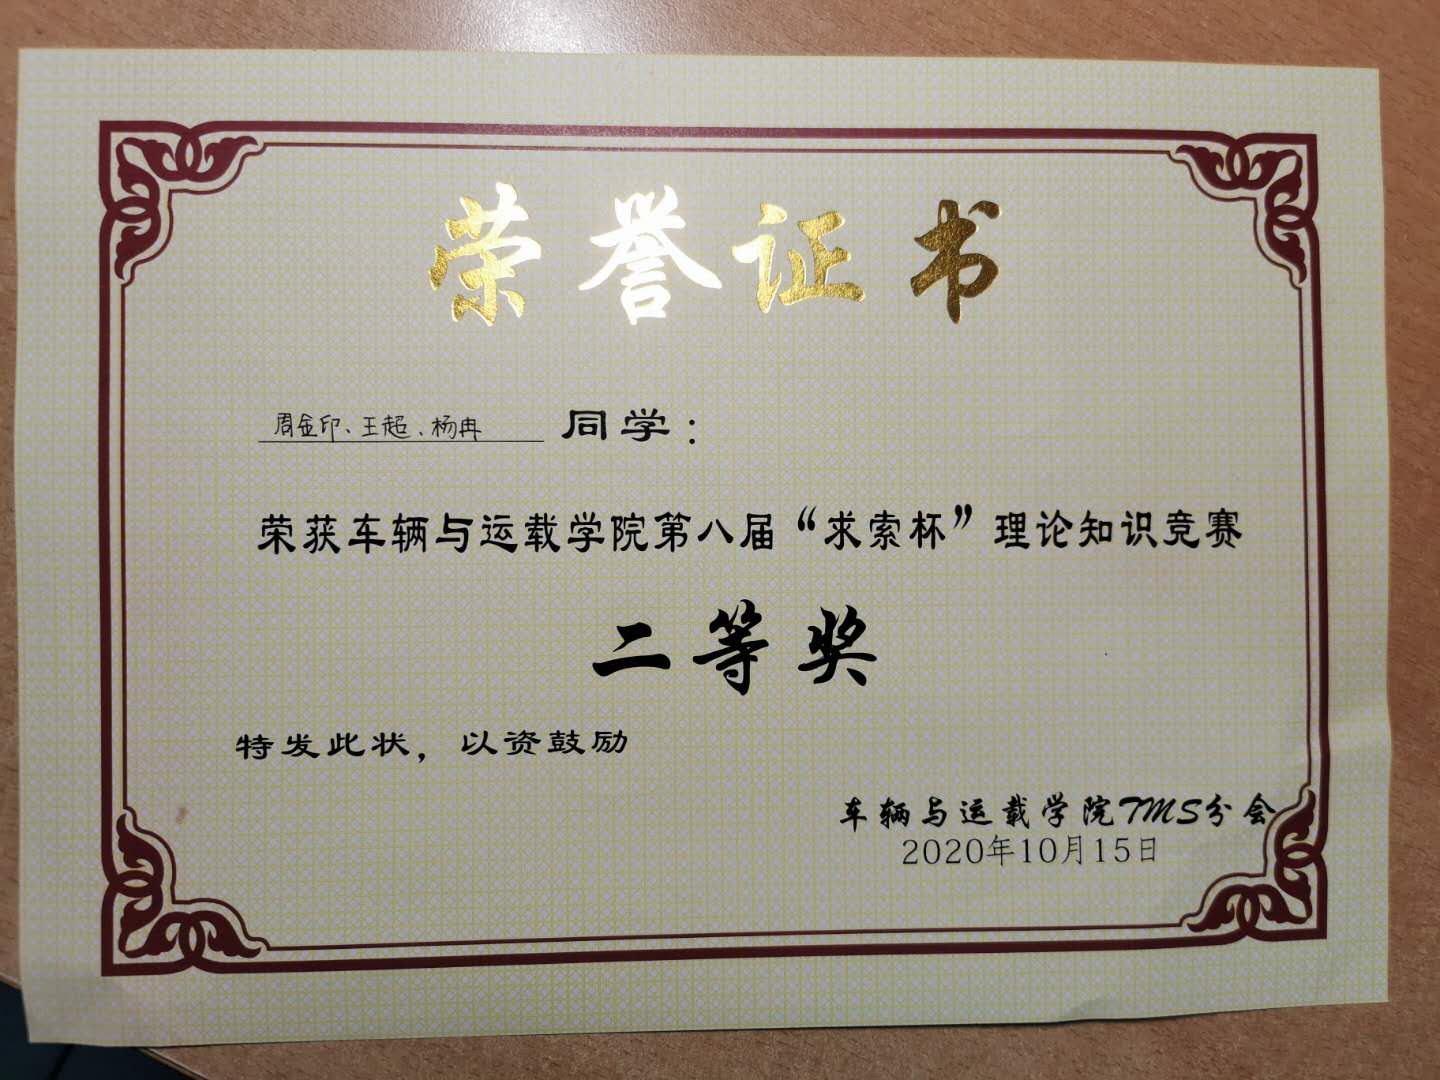 荣誉证书
周金印、王超、杨冉 同学：
荣获车辆与运载学院第八届“求索杯”理论知识竞赛
二等奖
特发此状，以资鼓励
车辆与运载学院TMS分会
2020年10月15日